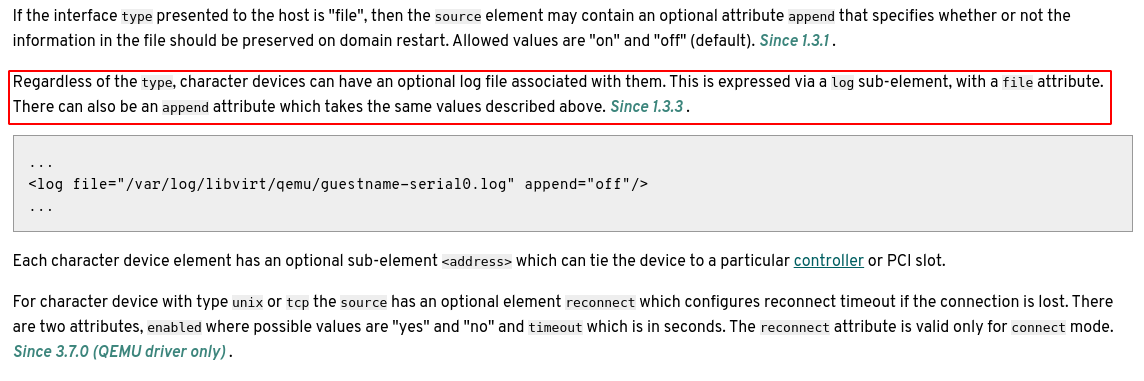 If the interface type presented to the host is "file", then the source element may contain an optional attribute append that specifies whether or not the
information in the file should be preserved on domain restart. Allowed values are "on" and "off" (default). Since 1.3.1 .
Regardless of the type, character devices can have an optional log file associated with them. This is expressed via a log sub-element, with a file attribute.
There can also be an append attribute which takes the same values described above. Since 1.3.3 .
...
<log file="/var/log/libvirt/qemu/guestname-serial0.log" append="off"/>
...
Each character device element has an optional sub-element <address> which can tie the device to a particular controller or PCI slot.
For character device with type unix or tcp the source has an optional element reconnect which configures reconnect timeout if the connection is lost. There
are two attributes, enabled where possible values are "yes" and "no" and timeout which is in seconds. The reconnect attribute is valid only for connect mode.
Since 3.7.0 (QEMU driver only) .